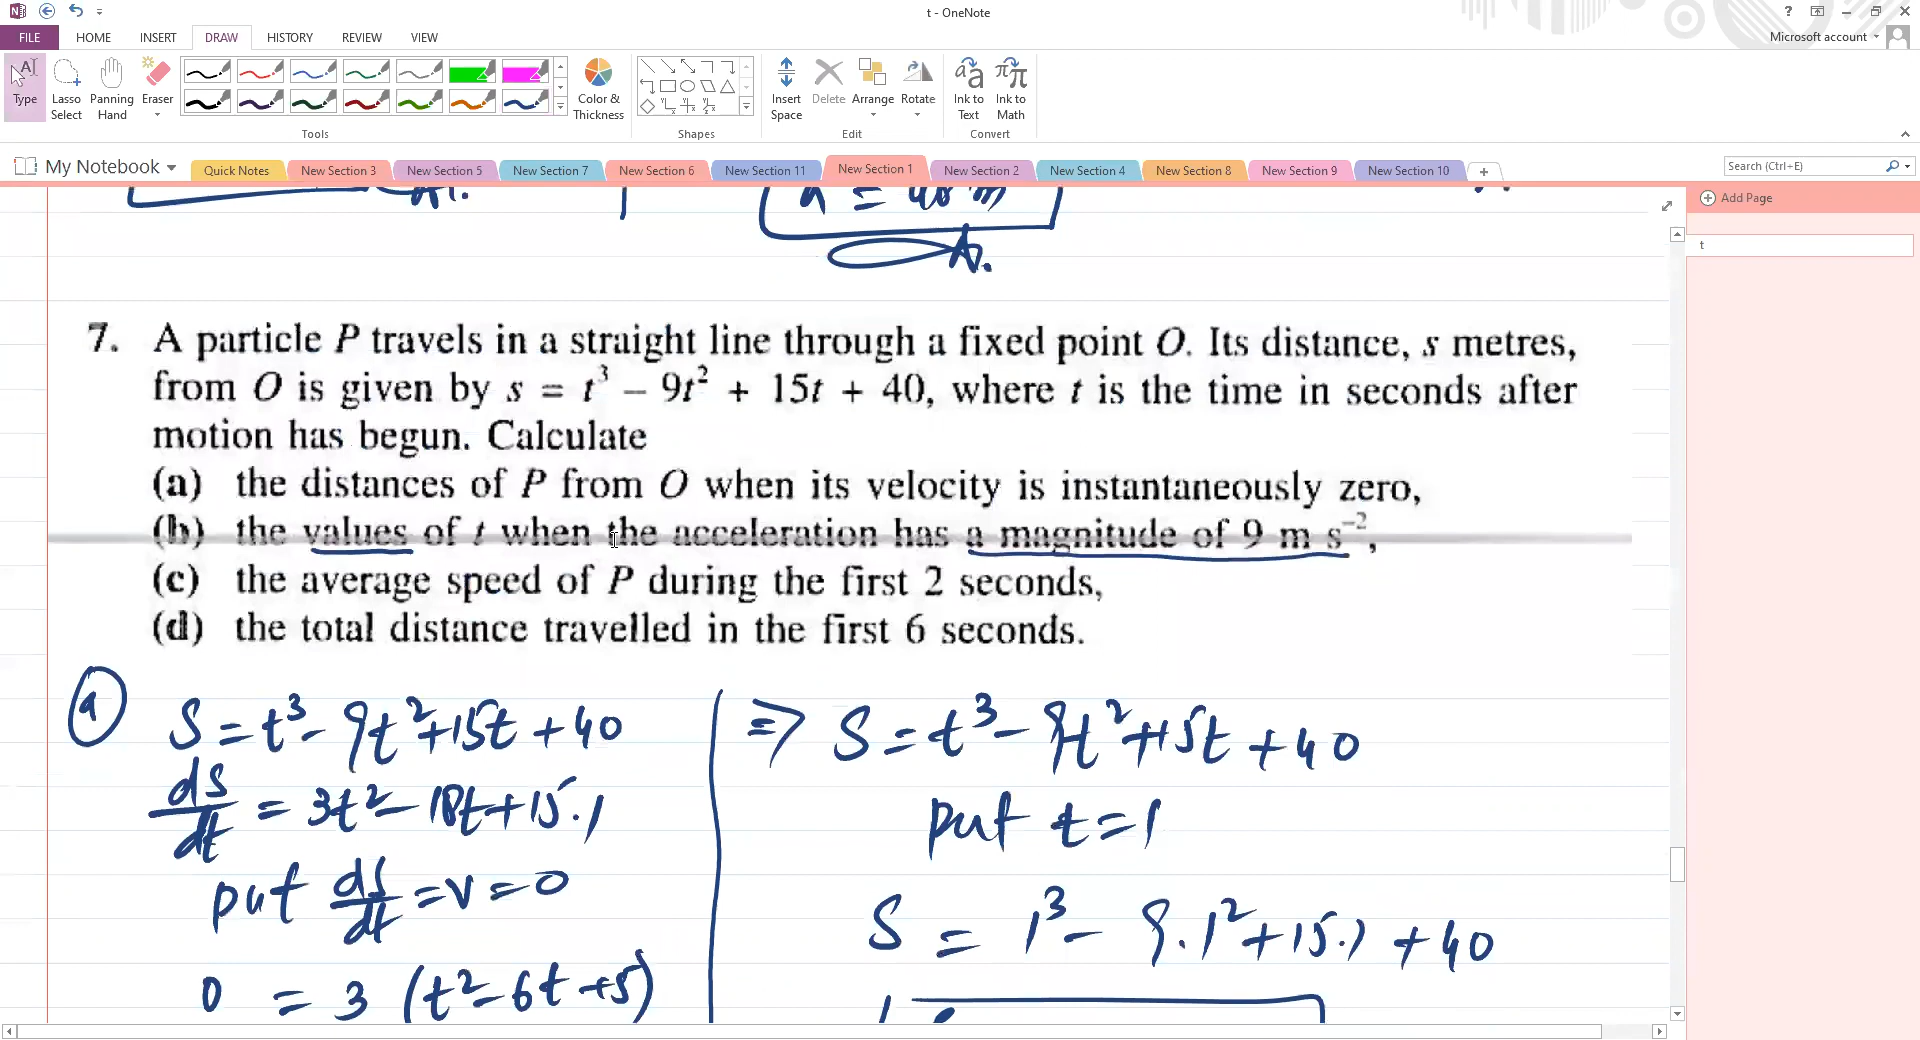 t - OneNote
Microsoft account
FILE HOME INSERT DRAW HISTORY REVIEW VIEW
Type
Lasso Select
Panning Hand
Eraser
Color & Thickness
Insert Space
Delete
Arrange
Rotate
Ink to Text
Ink to Math
Tools Shapes Edit Convert
My Notebook
Quick Notes New Section 3 New Section 5 New Section 7 New Section 6 New Section 11 New Section 1 New Section 2 New Section 4 New Section 8 New Section 9 New Section 10
Search (Ctrl+E)
Add Page
t
7. A particle P travels in a straight line through a fixed point O. Its distance, s metres,
from O is given by s = t³ − 9t² + 15t + 40, where t is the time in seconds after
motion has begun. Calculate
(a) the distances of P from O when its velocity is instantaneously zero,
(b) the values of t when the acceleration has a magnitude of 9 m s⁻²,
(c) the average speed of P during the first 2 seconds,
(d) the total distance travelled in the first 6 seconds.
(a) S = t³ - 9t² + 15t + 40
ds/dt = 3t² - 18t + 15.1
put ds/dt = v = 0
0 = 3 (t² - 6t + 5)
=> S = t³ - 9t² + 15t + 40
put t = 1
S = 1³ - 9.1² + 15.1 + 40